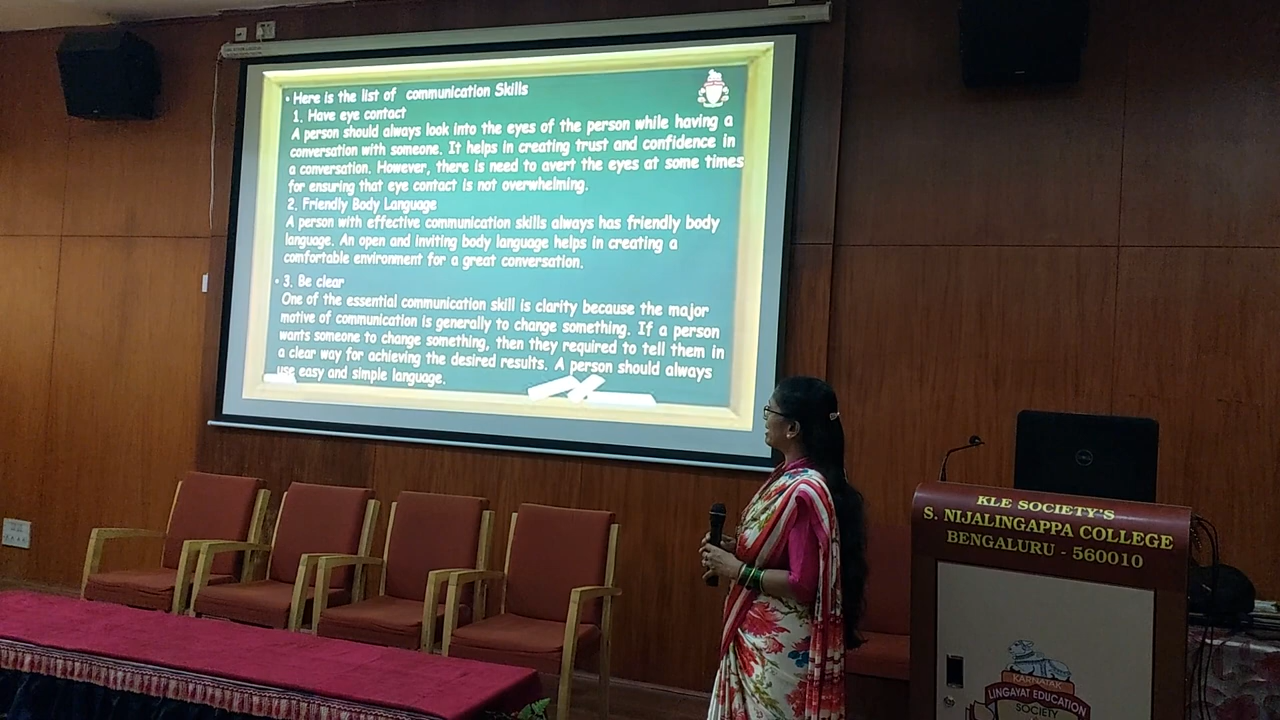 • Here is the list of communication Skills
1. Have eye contact
A person should always look into the eyes of the person while having a
conversation with someone. It helps in creating trust and confidence in
a conversation. However, there is need to avert the eyes at some times
for ensuring that eye contact is not overwhelming.
2. Friendly Body Language
A person with effective communication skills always has friendly body
language. An open and inviting body language helps in creating a
comfortable environment for a great conversation.
• 3. Be clear
One of the essential communication skill is clarity because the major
motive of communication is generally to change something. If a person
wants someone to change something, then they required to tell them in
a clear way for achieving the desired results. A person should always
use easy and simple language.
KLE SOCIETY'S
S. NIJALINGAPPA COLLEGE
BENGALURU - 560010
KARNATAK
LINGAYAT EDUCATION
SOCIETY
DELL